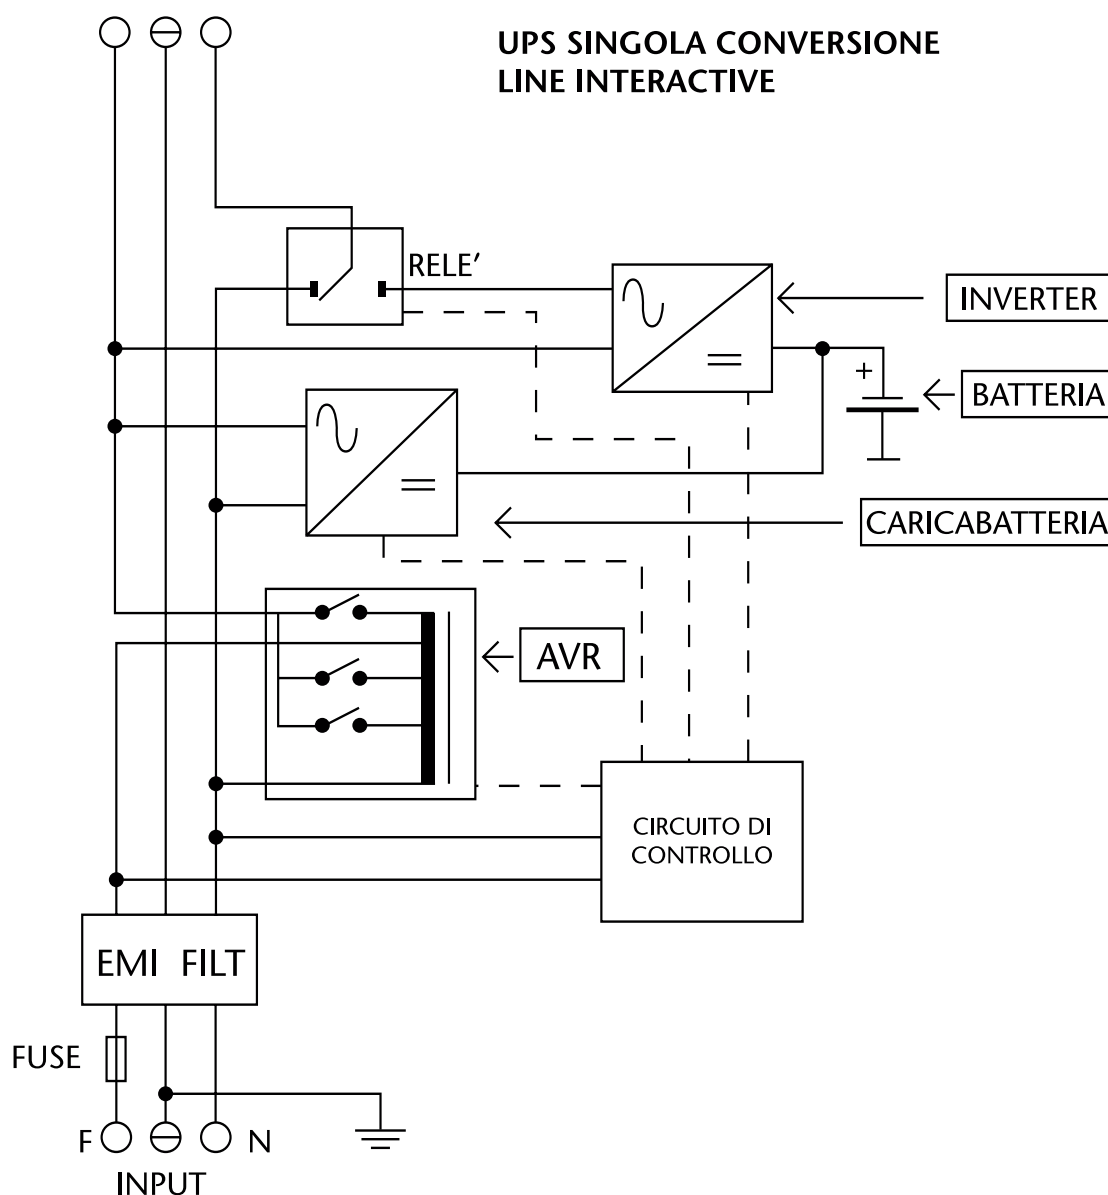 UPS SINGOLA CONVERSIONE
LINE INTERACTIVE
RELE'
INVERTER
+
BATTERIA
CARICABATTERIA
AVR
CIRCUITO DI
CONTROLLO
EMI FILT
FUSE
F N
INPUT